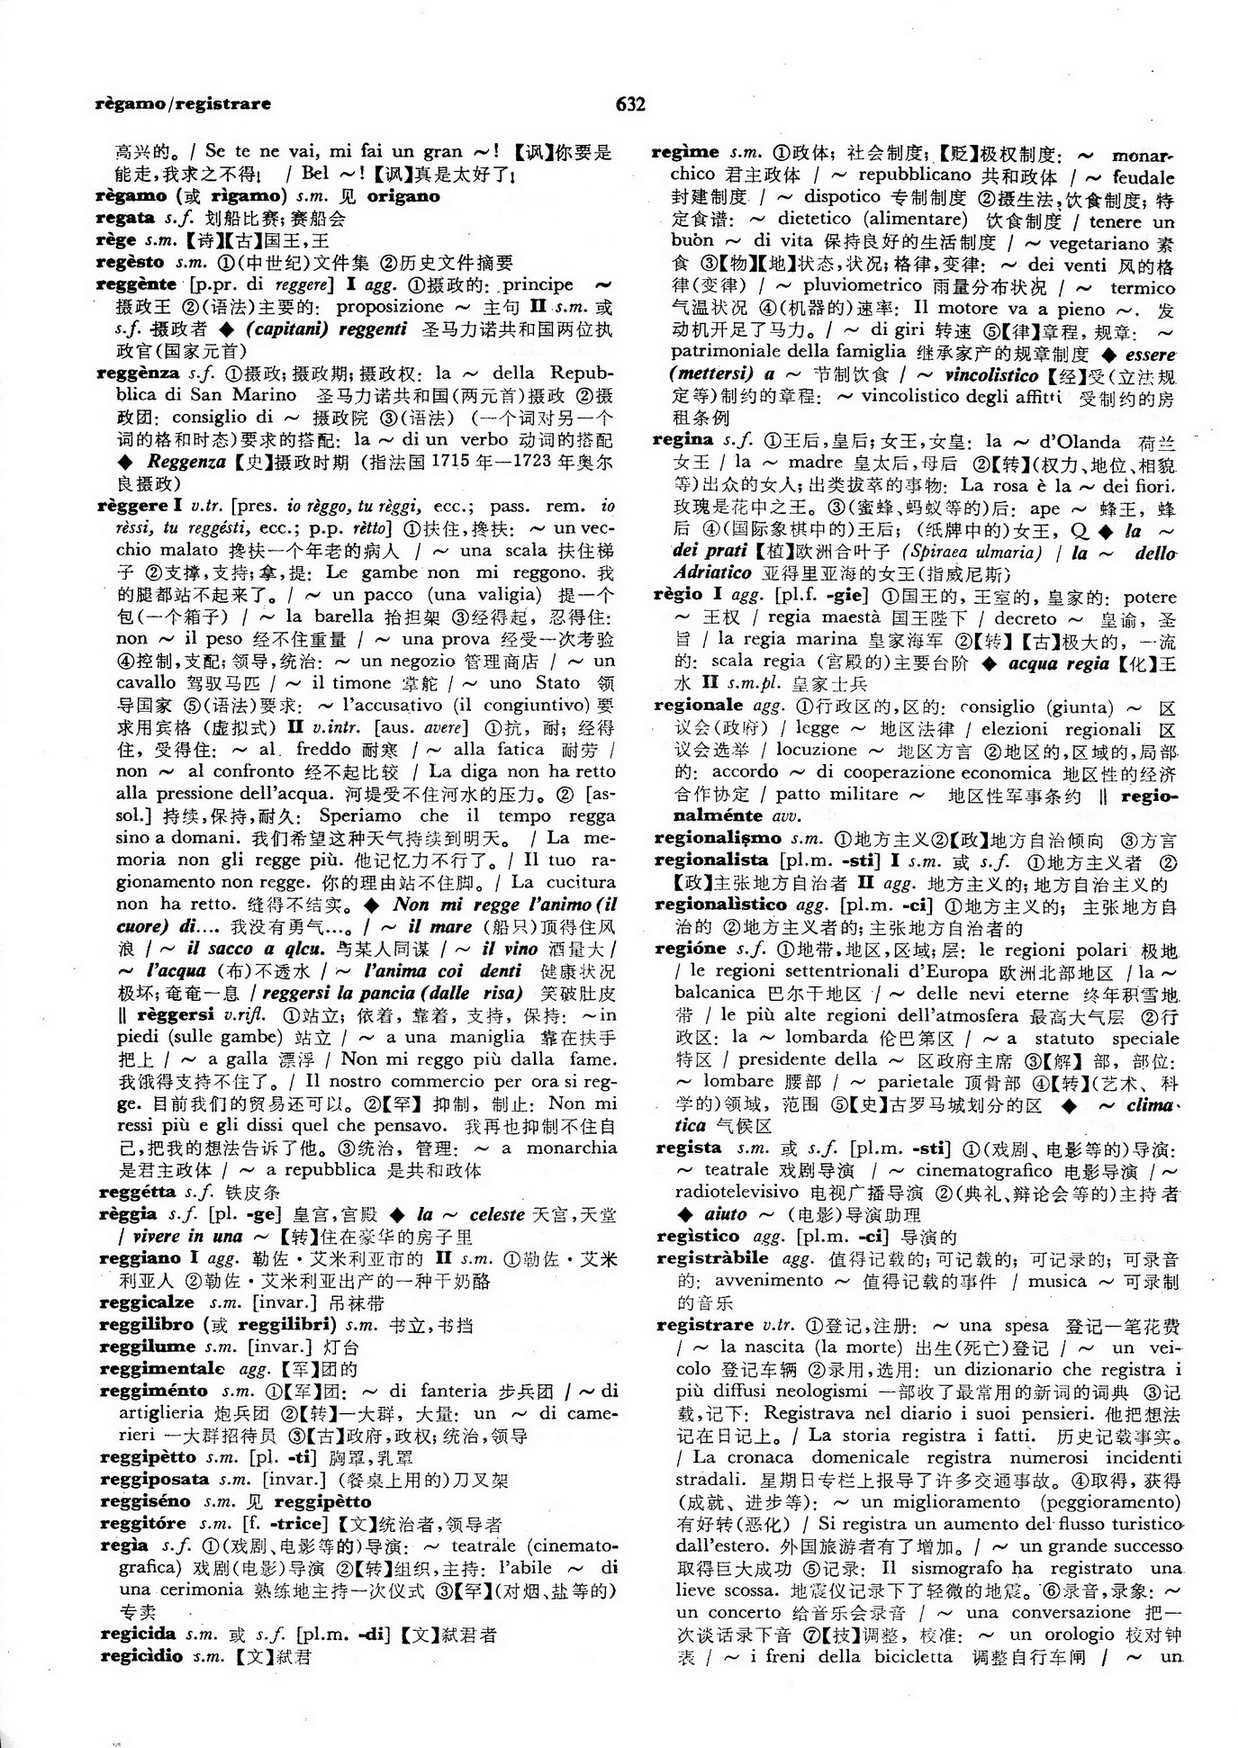 règamo/registrare
632
高兴的。/ Se te ne vai, mi fai un gran ～! 【讽】你要是
能走,我求之不得! / Bel ～! 【讽】真是太好了!
règamo (或 rìgamo) s.m. 见 origano
regata s.f. 划船比赛; 赛船会
rège s.m. 【诗】【古】国王,王
regèsto s.m. ①(中世纪)文件集 ②历史文件摘要
reggènte [p.pr. di reggere] I agg. ①摄政的: principe ～
摄政王 ②(语法)主要的: proposizione ～ 主句 II s.m. 或
s.f. 摄政者 ◆ (capitani) reggenti 圣马力诺共和国两位执
政官(国家元首)
reggènza s.f. ①摄政; 摄政期; 摄政权: la ～ della Repub-
blica di San Marino 圣马力诺共和国(两元首)摄政 ②摄
政团: consiglio di ～ 摄政院 ③(语法) (一个词对另一个
词的格和时态)要求的搭配: la ～ di un verbo 动词的搭配
◆ Reggenza 【史】摄政时期 (指法国 1715 年—1723 年奥尔
良摄政)
règgere I v.tr. [pres. io règgo, tu règgi, ecc.; pass. rem. io
rèssi, tu reggésti, ecc.; p.p. rètto] ①扶住,搀扶: ～ un vec-
chio malato 搀扶一个年老的病人 / ～ una scala 扶住梯
子 ②支撑,支持; 拿,提: Le gambe non mi reggono. 我
的腿都站不起来了。/ ～ un pacco (una valigia) 提一个
包(一个箱子) / ～ la barella 抬担架 ③经得起, 忍得住:
non ～ il peso 经不住重量 / ～ una prova 经受一次考验
④控制,支配; 领导,统治: ～ un negozio 管理商店 / ～ un
cavallo 驾驭马匹 / ～ il timone 掌舵 / ～ uno Stato 领
导国家 ⑤(语法)要求: ～ l'accusativo (il congiuntivo) 要
求用宾格 (虚拟式) II v.intr. [aus. avere] ①抗, 耐; 经得
住, 受得住: ～ al freddo 耐寒 / ～ alla fatica 耐劳 /
non ～ al confronto 经不起比较 / La diga non ha retto
alla pressione dell'acqua. 河堤受不住河水的压力。② [as-
sol.] 持续,保持,耐久: Speriamo che il tempo regga
sino a domani. 我们希望这种天气持续到明天。 / La me-
moria non gli regge più. 他记忆力不行了。/ Il tuo ra-
gionamento non regge. 你的理由站不住脚。/ La cucitura
non ha retto. 缝得不结实。◆ Non mi regge l'animo (il
cuore) di.... 我没有勇气...。/ ～ il mare (船只)顶得住风
浪 / ～ il sacco a qlcu. 与某人同谋 / ～ il vino 酒量大 /
～ l'acqua (布)不透水 / ～ l'anima coi denti 健康状况
极坏; 奄奄一息 / reggersi la pancia (dalle risa) 笑破肚皮
‖ règgersi v.rifl. ①站立; 依着, 靠着, 支持, 保持: ～ in
piedi (sulle gambe) 站立 / ～ a una maniglia 靠在扶手
把上 / ～ a galla 漂浮 / Non mi reggo più dalla fame.
我饿得支持不住了。/ Il nostro commercio per ora si reg-
ge. 目前我们的贸易还可以。②【罕】 抑制, 制止: Non mi
ressi più e gli dissi quel che pensavo. 我再也抑制不住自
己,把我的想法告诉了他。③统治, 管理: ～ a monarchia
是君主政体 / ～ a repubblica 是共和政体
reggétta s.f. 铁皮条
règgia s.f. [pl. -ge] 皇宫,宫殿 ◆ la ～ celeste 天宫,天堂
/ vivere in una ～ 【转】住在豪华的房子里
reggiano I agg. 勒佐·艾米利亚市的 II s.m. ①勒佐·艾米
利亚人 ②勒佐·艾米利亚出产的一种干奶酪
reggicalze s.m. [invar.] 吊袜带
reggilibro (或 reggilibri) s.m. 书立,书挡
reggilume s.m. [invar.] 灯台
reggimentale agg. 【军】团的
reggiménto s.m. ①【军】团: ～ di fanteria 步兵团 / ～ di
artiglieria 炮兵团 ②【转】一大群, 大量: un ～ di came-
rieri 一大群招待员 ③【古】政府,政权; 统治,领导
reggipètto s.m. [pl. -ti] 胸罩,乳罩
reggiposata s.m. [invar.] (餐桌上用的)刀叉架
reggiséno s.m. 见 reggipètto
reggitóre s.m. [f. -trice] 【文】统治者,领导者
regìa s.f. ①(戏剧、电影等的)导演: ～ teatrale (cinemato-
grafica) 戏剧(电影)导演 ②【转】组织,主持: l'abile ～ di
una cerimonia 熟练地主持一次仪式 ③【罕】(对烟、盐等的)
专卖
regicida s.m. 或 s.f. [pl.m. -di] 【文】弑君者
regicìdio s.m. 【文】弑君
regìme s.m. ①政体; 社会制度; 【贬】极权制度: ～ monar-
chico 君主政体 / ～ repubblicano 共和政体 / ～ feudale
封建制度 / ～ dispotico 专制制度 ②摄生法,饮食制度; 特
定食谱: ～ dietetico (alimentare) 饮食制度 / tenere un
buòn ～ di vita 保持良好的生活制度 / ～ vegetariano 素
食 ③【物】【地】状态,状况; 格律,变律: ～ dei venti 风的格
律(变律) / ～ pluviometrico 雨量分布状况 / ～ termico
气温状况 ④(机器的)速率: Il motore va a pieno ～. 发
动机开足了马力。/ ～ di giri 转速 ⑤【律】章程, 规章: ～
patrimoniale della famiglia 继承家产的规章制度 ◆ essere
(mettersi) a ～ 节制饮食 / ～ vincolistico 【经】受(立法规
定等)制约的章程: ～ vincolistico degli affitti 受制约的房
租条例
regina s.f. ①王后,皇后; 女王,女皇: la ～ d'Olanda 荷兰
女王 / la ～ madre 皇太后,母后 ②【转】(权力、地位、相貌
等)出众的女人; 出类拔萃的事物: La rosa è la ～ dei fiori.
玫瑰是花中之王。③(蜜蜂、蚂蚁等的)后: ape ～ 蜂王, 蜂
后 ④(国际象棋中的)王后; (纸牌中的)女王, Q ◆ la ～
dei prati 【植】欧洲合叶子 (Spiraea ulmaria) / la ～ dello
Adriatico 亚得里亚海的女王(指威尼斯)
règio I agg. [pl.f. -gie] ①国王的, 王室的, 皇家的: potere
～ 王权 / regia maestà 国王陛下 / decreto ～ 皇谕, 圣
旨 / la regia marina 皇家海军 ②【转】【古】极大的, 一流
的: scala regia (宫殿的)主要台阶 ◆ acqua regia 【化】王
水 II s.m.pl. 皇家士兵
regionale agg. ①行政区的,区的: consiglio (giunta) ～ 区
议会(政府) / legge ～ 地区法律 / elezioni regionali 区
议会选举 / locuzione ～ 地区方言 ②地区的,区域的,局部
的: accordo ～ di cooperazione economica 地区性的经济
合作协定 / patto militare ～ 地区性军事条约 ‖ regio-
nalménte avv.
regionalismo s.m. ①地方主义②【政】地方自治倾向 ③方言
regionalista [pl.m. -sti] I s.m. 或 s.f. ①地方主义者 ②
【政】主张地方自治者 II agg. 地方主义的; 地方自治主义的
regionalìstico agg. [pl.m. -ci] ①地方主义的; 主张地方自
治的 ②地方主义者的; 主张地方自治者的
regióne s.f. ①地带,地区,区域; 层: le regioni polari 极地
/ le regioni settentrionali d'Europa 欧洲北部地区 / la ～
balcanica 巴尔干地区 / ～ delle nevi eterne 终年积雪地
带 / le più alte regioni dell'atmosfera 最高大气层 ②行
政区: la ～ lombarda 伦巴第区 / ～ a statuto speciale
特区 / presidente della ～ 区政府主席 ③【解】部, 部位:
～ lombare 腰部 / ～ parietale 顶骨部 ④【转】(艺术、科
学的)领域, 范围 ⑤【史】古罗马城划分的区 ◆ ～ clima-
tica 气候区
regista s.m. 或 s.f. [pl.m. -sti] ①(戏剧、电影等的)导演:
～ teatrale 戏剧导演 / ～ cinematografico 电影导演 / ～
radiotelevisivo 电视广播导演 ②(典礼、辩论会等的)主持者
◆ aiuto ～ (电影)导演助理
regìstico agg. [pl.m. -ci] 导演的
registràbile agg. 值得记载的; 可记载的; 可记录的; 可录音
的: avvenimento ～ 值得记载的事件 / musica ～ 可录制
的音乐
registrare v.tr. ①登记,注册: ～ una spesa 登记一笔花费
/ ～ la nascita (la morte) 出生(死亡)登记 / ～ un vei-
colo 登记车辆 ②录用,选用: un dizionario che registra i
più diffusi neologismi 一部收了最常用的新词的词典 ③记
载,记下: Registrava nel diario i suoi pensieri. 他把想法
记在日记上。/ La storia registra i fatti. 历史记载事实。
/ La cronaca domenicale registra numerosi incidenti
stradali. 星期日专栏上报导了许多交通事故。④取得, 获得
(成就、进步等): ～ un miglioramento (peggioramento)
有好转(恶化) / Si registra un aumento del flusso turistico
dall'estero. 外国旅游者有了增加。/ ～ un grande successo
取得巨大成功 ⑤记录: Il sismografo ha registrato una
lieve scossa. 地震仪记录下了轻微的地震。⑥录音,录象: ～
un concerto 给音乐会录音 / ～ una conversazione 把一
次谈话录下音 ⑦【技】调整, 校准: ～ un orologio 校对钟
表 / ～ i freni della bicicletta 调整自行车闸 / ～ un